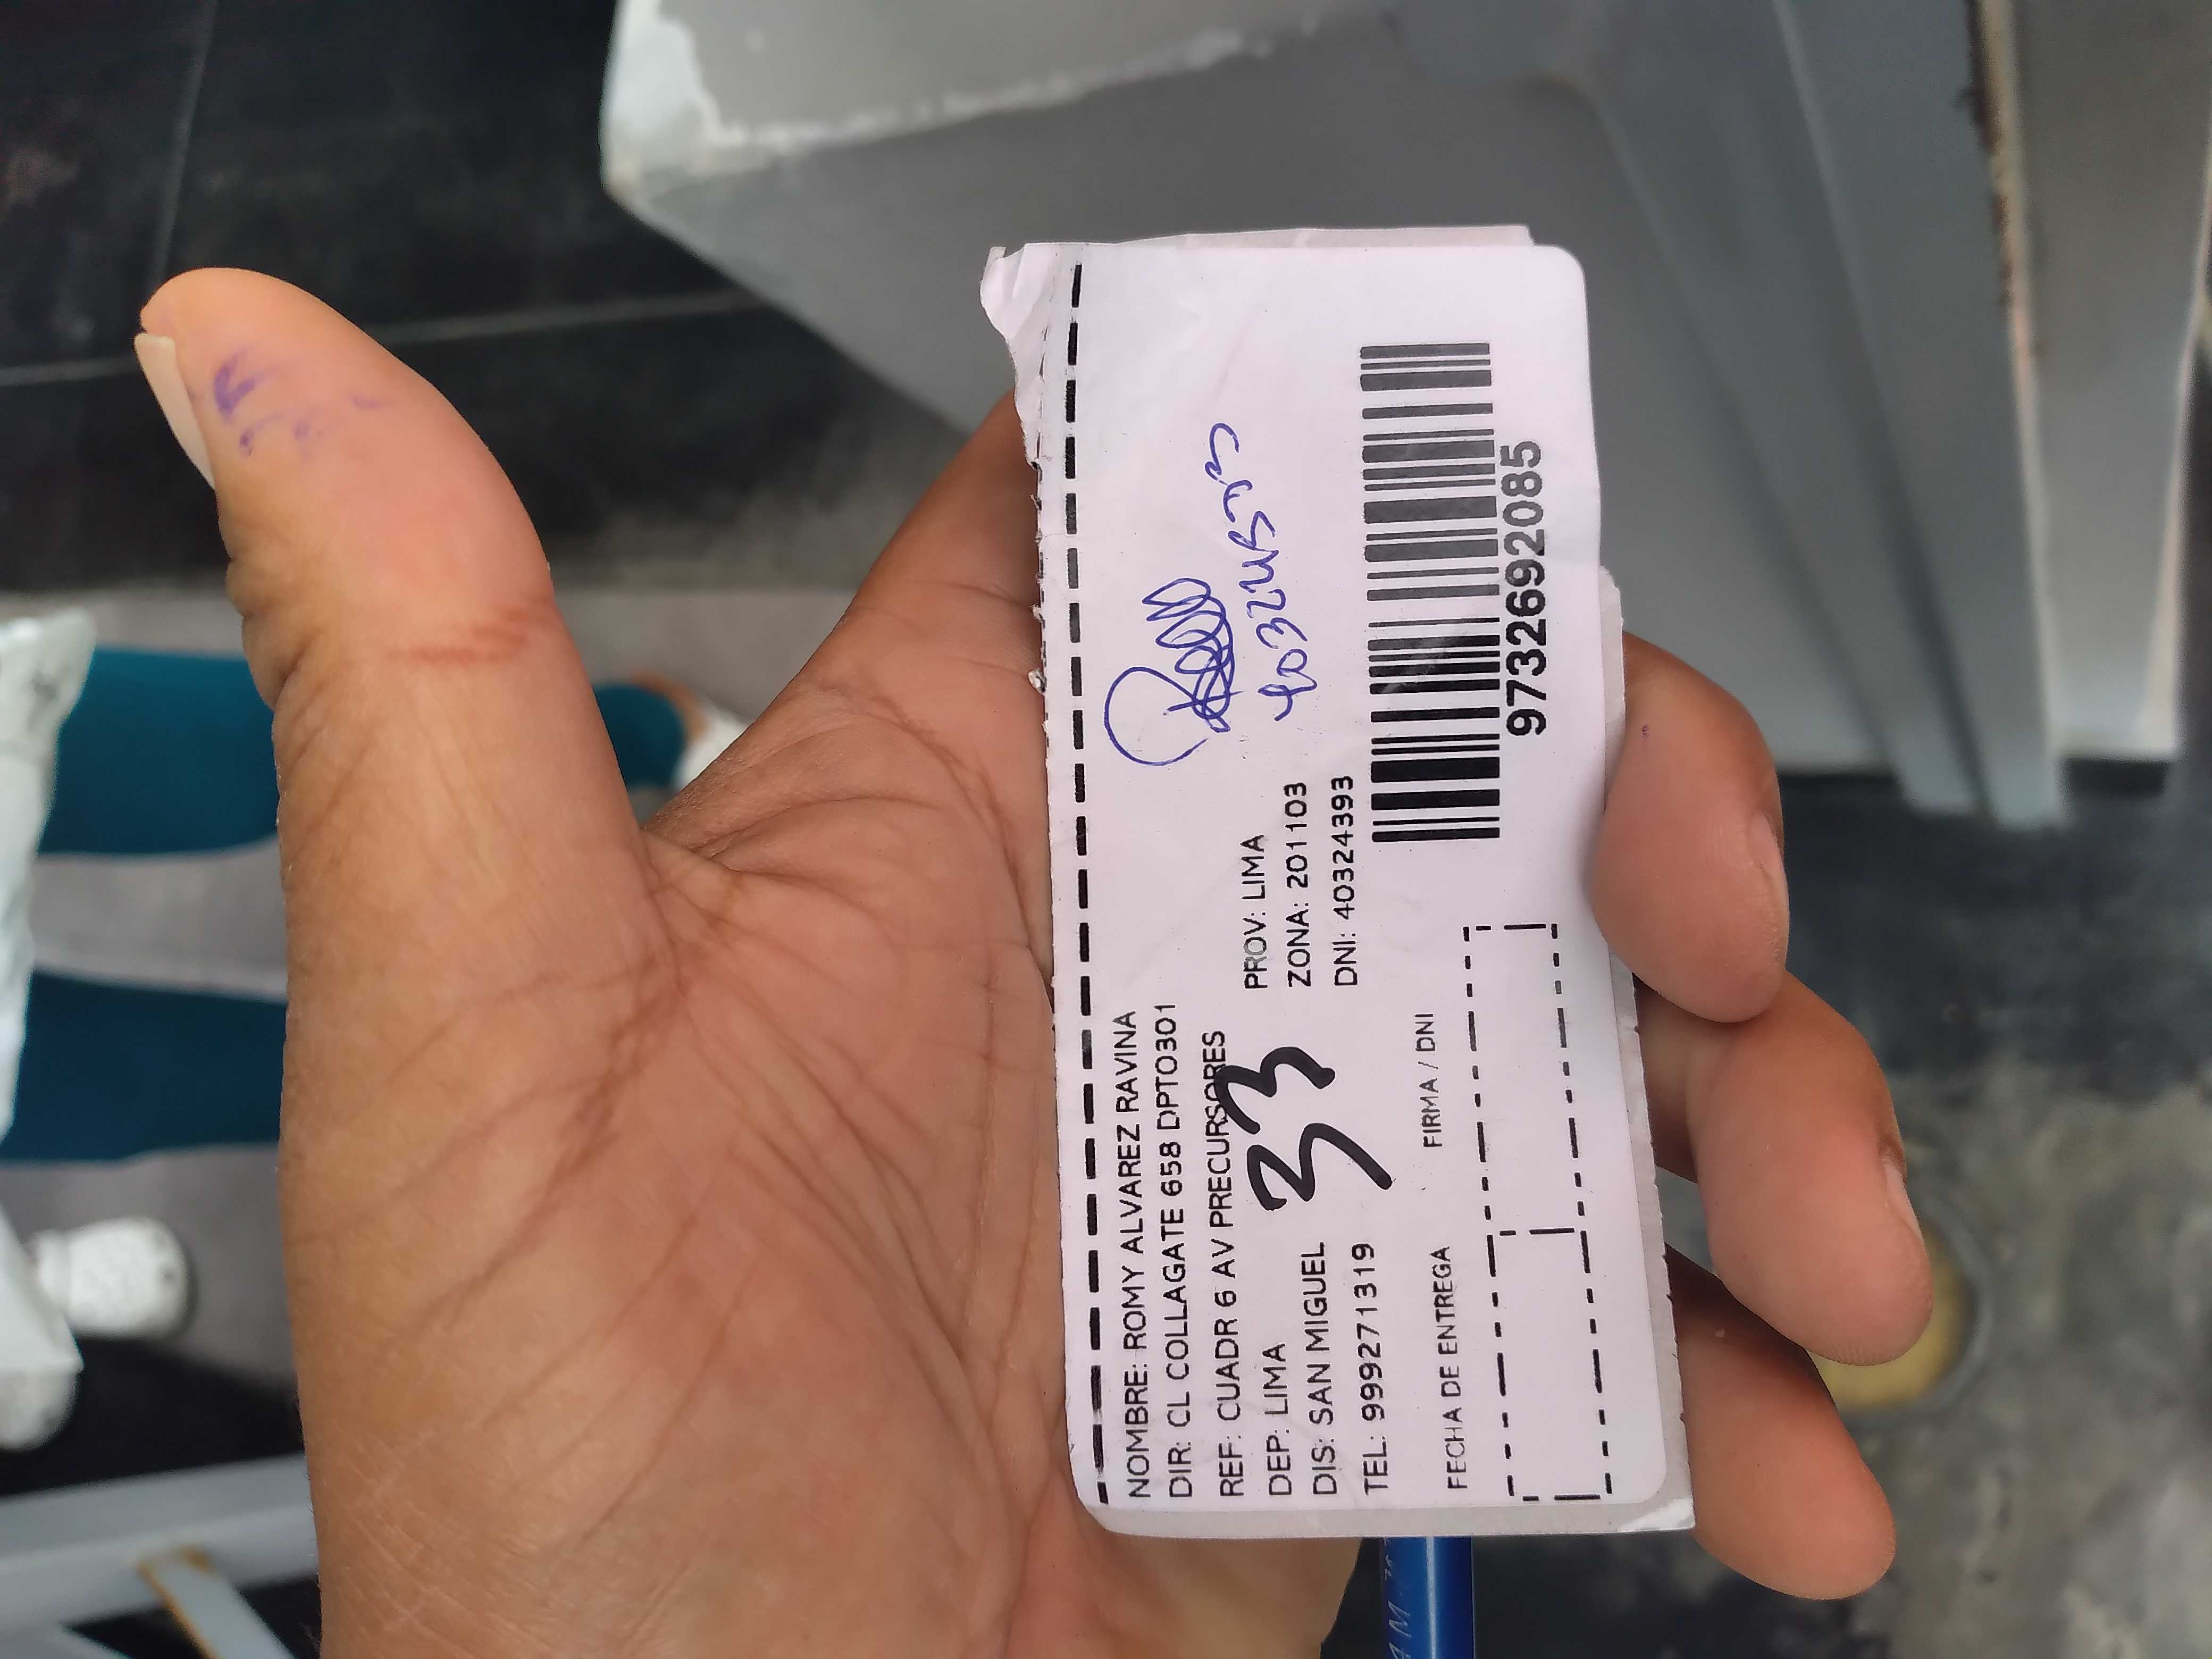 NOMBRE: ROMY ALVAREZ RAVINA
DIR: CL COLLAGATE 658 DPTO301
REF: CUADR 6 AV PRECURSORES
DEP: LIMA PROV: LIMA
DIS: SAN MIGUEL ZONA: 201103
TEL: 999271319 DNI: 40324393
33
FECHA DE ENTREGA FIRMA / DNI
9732692085